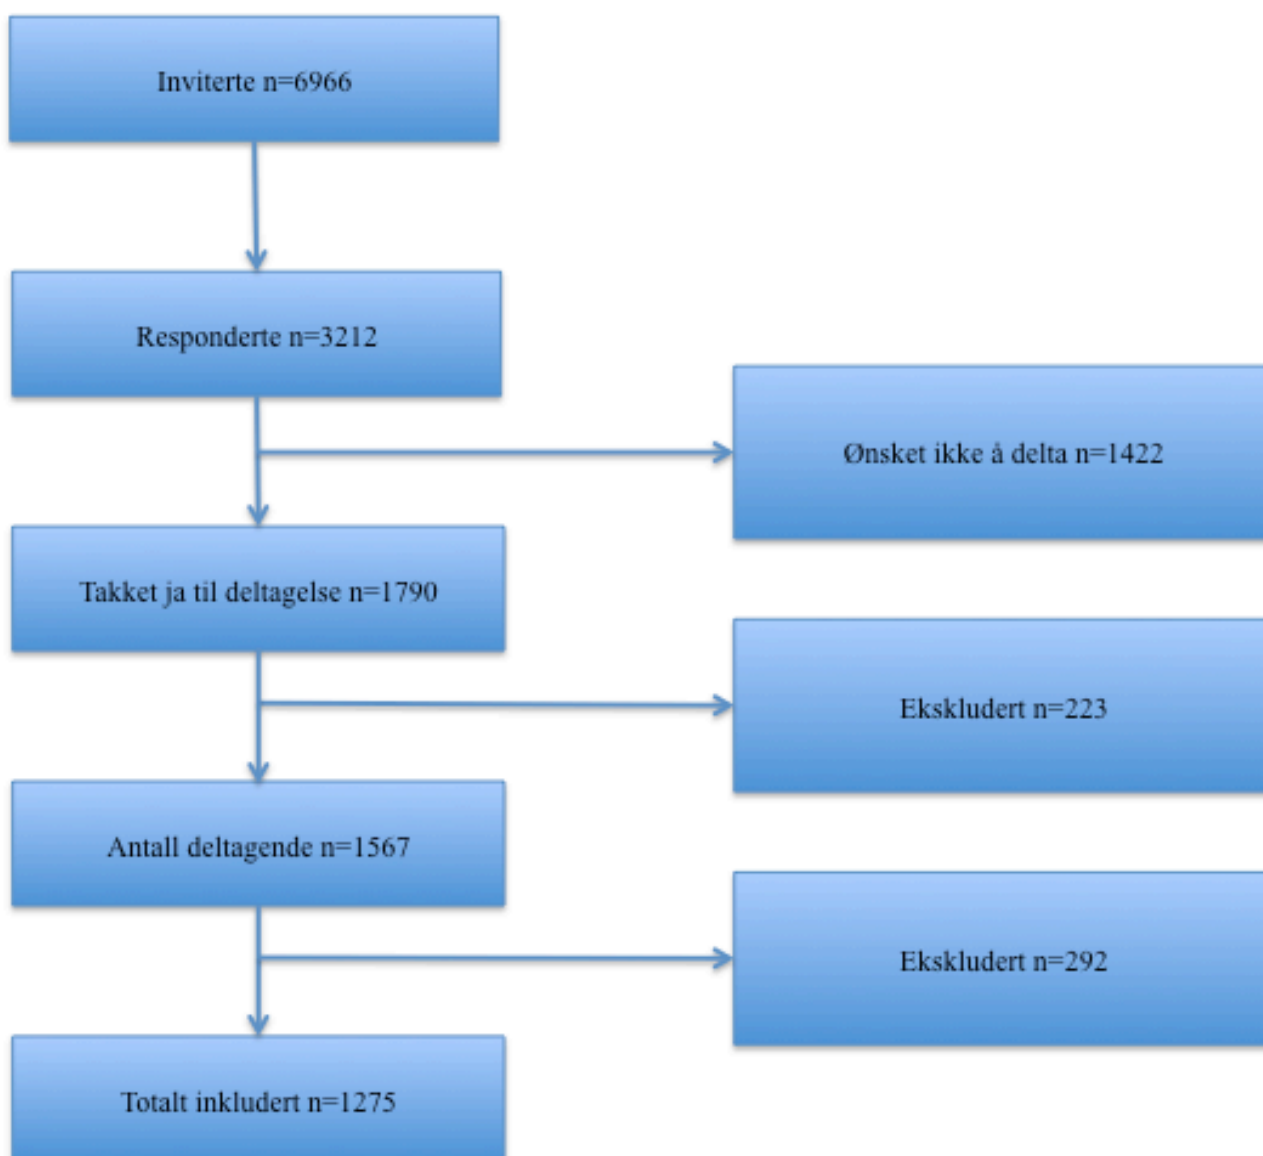 Inviterte n=6966
Responderte n=3212
Ønsket ikke å delta n=1422
Takket ja til deltagelse n=1790
Ekskludert n=223
Antall deltagende n=1567
Ekskludert n=292
Totalt inkludert n=1275